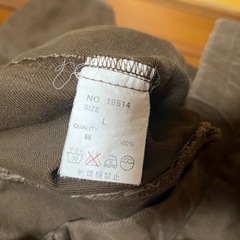 NO. 19614
SIZE
L
QUALITY
綿 100%